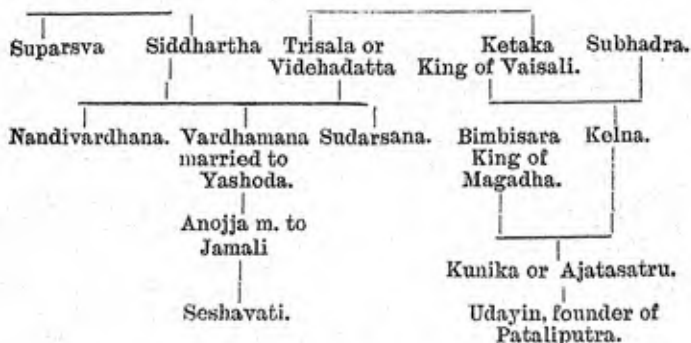 Suparsva Siddhartha Trisala or Ketaka Subhadra.
Videhadatta King of Vaisali.
Nandivardhana. Vardhamana Sudarsana. Bimbisara Kelna.
married to King of
Yashoda. Magadha.
Anojja m. to
Jamali
Kunika or Ajatasatru.
Seshavati. Udayin, founder of
Pataliputra.